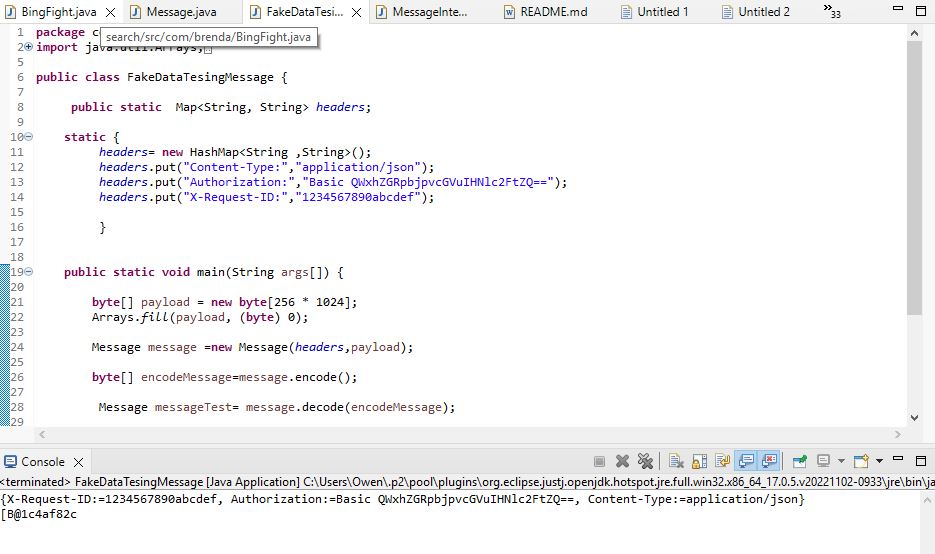 BingFight.java Message.java FakeDataTesi... MessageInte... README.md Untitled 1 Untitled 2 »33
1 package c
search/src/com/brenda/BingFight.java
2 import java.util.Arrays;
5
6 public class FakeDataTesingMessage {
7
8 public static Map<String, String> headers;
9
10 static {
11 headers= new HashMap<String ,String>();
12 headers.put("Content-Type:","application/json");
13 headers.put("Authorization:","Basic QWxhZGRpbjpvcGVuIHNlc2FtZQ==");
14 headers.put("X-Request-ID:","1234567890abcdef");
15
16 }
17
18
19 public static void main(String args[]) {
20
21 byte[] payload = new byte[256 * 1024];
22 Arrays.fill(payload, (byte) 0);
23
24 Message message =new Message(headers,payload);
25
26 byte[] encodeMessage=message.encode();
27
28 Message messageTest= message.decode(encodeMessage);
29
Console
<terminated> FakeDataTesingMessage [Java Application] C:\Users\Owen\.p2\pool\plugins\org.eclipse.justj.openjdk.hotspot.jre.full.win32.x86_64_17.0.5.v20221102-0933\jre\bin\ja
{X-Request-ID:=1234567890abcdef, Authorization:=Basic QWxhZGRpbjpvcGVuIHNlc2FtZQ==, Content-Type:=application/json}
[B@1c4af82c